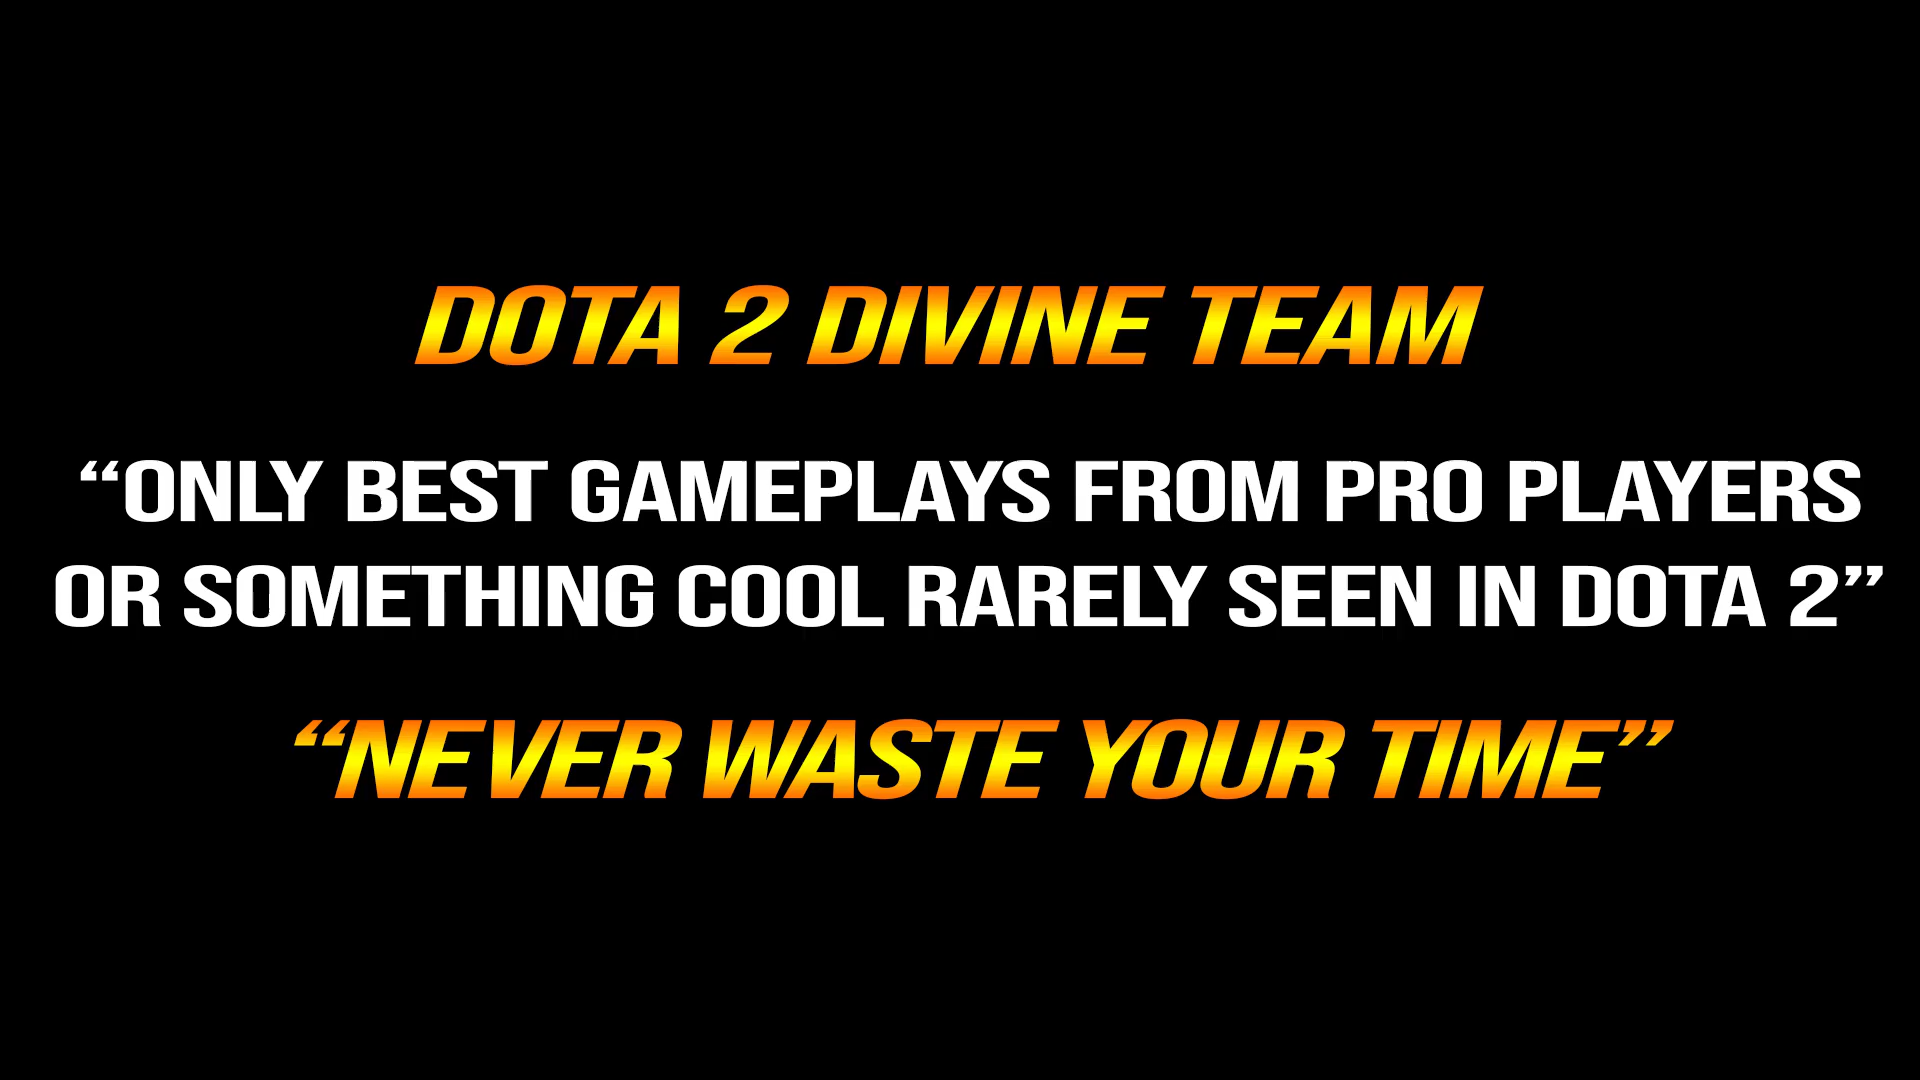 DOTA 2 DIVINE TEAM
“ONLY BEST GAMEPLAYS FROM PRO PLAYERS
OR SOMETHING COOL RARELY SEEN IN DOTA 2”
“NEVER WASTE YOUR TIME”